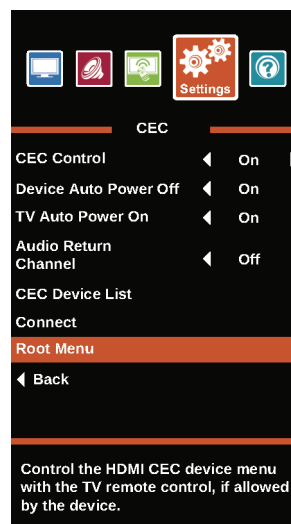 Settings
CEC
CEC Control On
Device Auto Power Off On
TV Auto Power On On
Audio Return
Channel Off
CEC Device List
Connect
Root Menu
Back
Control the HDMI CEC device menu
with the TV remote control, if allowed
by the device.